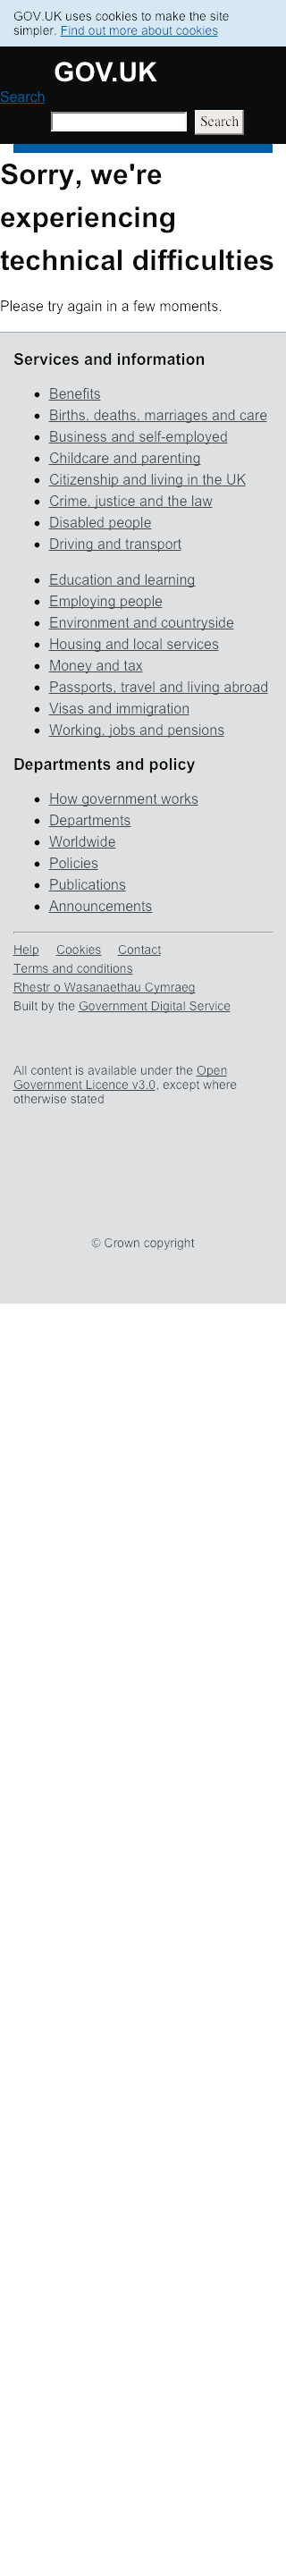 GOV.UK uses cookies to make the site
simpler. Find out more about cookies
GOV.UK
Search
Search
Sorry, we're
experiencing
technical difficulties
Please try again in a few moments.
Services and information
Benefits
Births, deaths, marriages and care
Business and self-employed
Childcare and parenting
Citizenship and living in the UK
Crime, justice and the law
Disabled people
Driving and transport
Education and learning
Employing people
Environment and countryside
Housing and local services
Money and tax
Passports, travel and living abroad
Visas and immigration
Working, jobs and pensions
Departments and policy
How government works
Departments
Worldwide
Policies
Publications
Announcements
Help Cookies Contact
Terms and conditions
Rhestr o Wasanaethau Cymraeg
Built by the Government Digital Service
All content is available under the Open
Government Licence v3.0, except where
otherwise stated
© Crown copyright